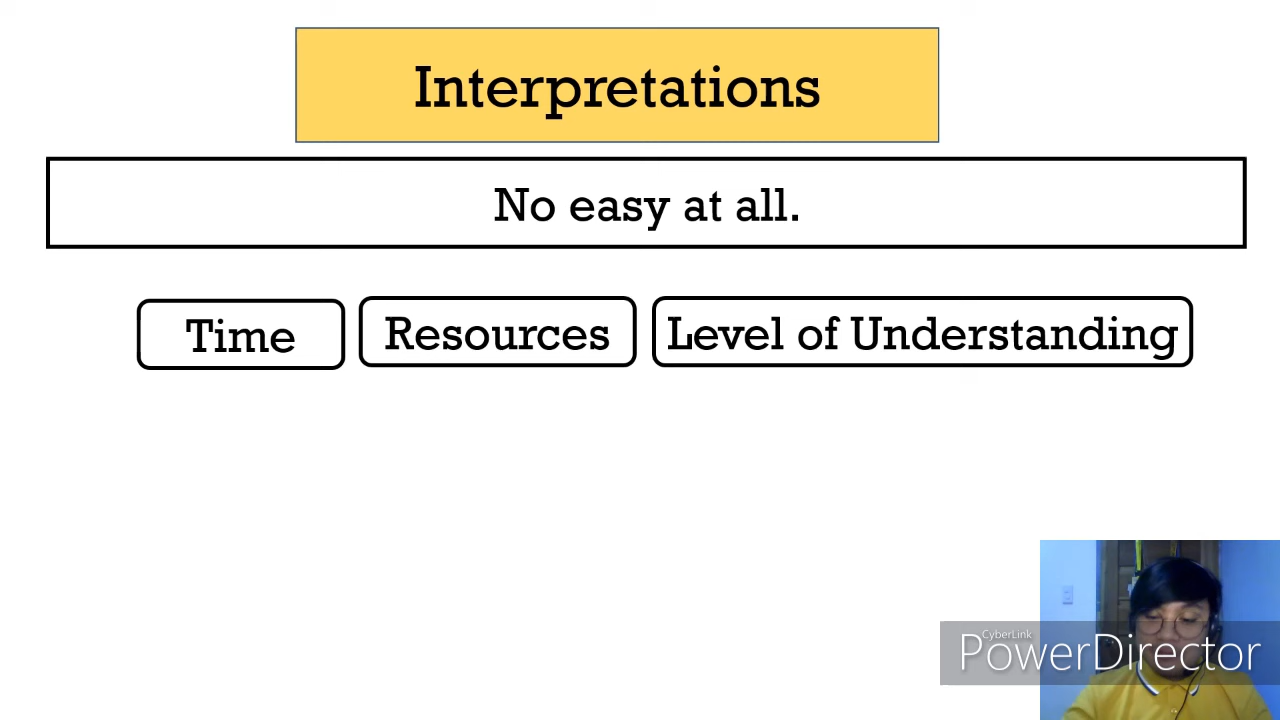 Interpretations
No easy at all.
Time
Resources
Level of Understanding
CyberLink
PowerDirector